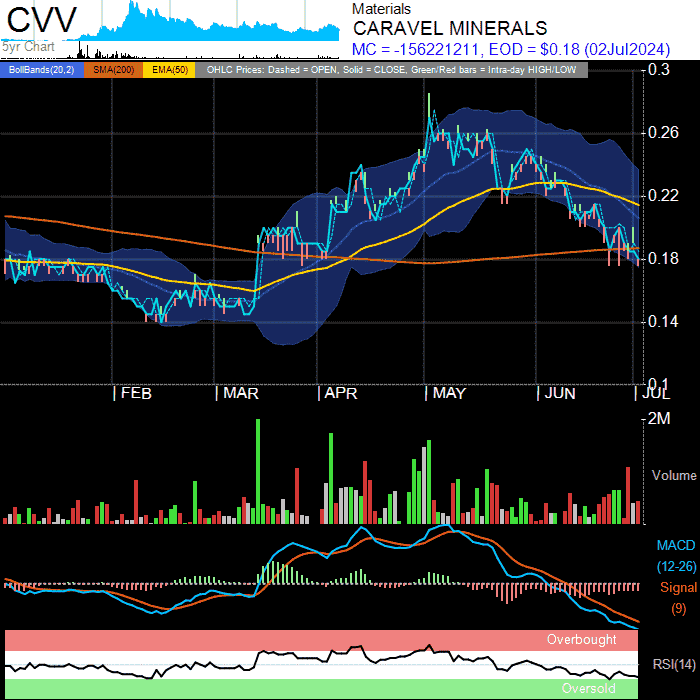 CVV
5yr Chart
Materials
CARAVEL MINERALS
MC = -156221211, EOD = $0.18 (02Jul2024)
BollBands(20,2) SMA(200) EMA(50) OHLC Prices: Dashed = OPEN, Solid = CLOSE, Green/Red bars = Intra-day HIGH/LOW
0.3
0.26
0.22
0.18
0.14
0.1
FEB MAR APR MAY JUN JUL
2M
Volume
MACD
(12-26)
Signal
(9)
Overbought
RSI(14)
Oversold